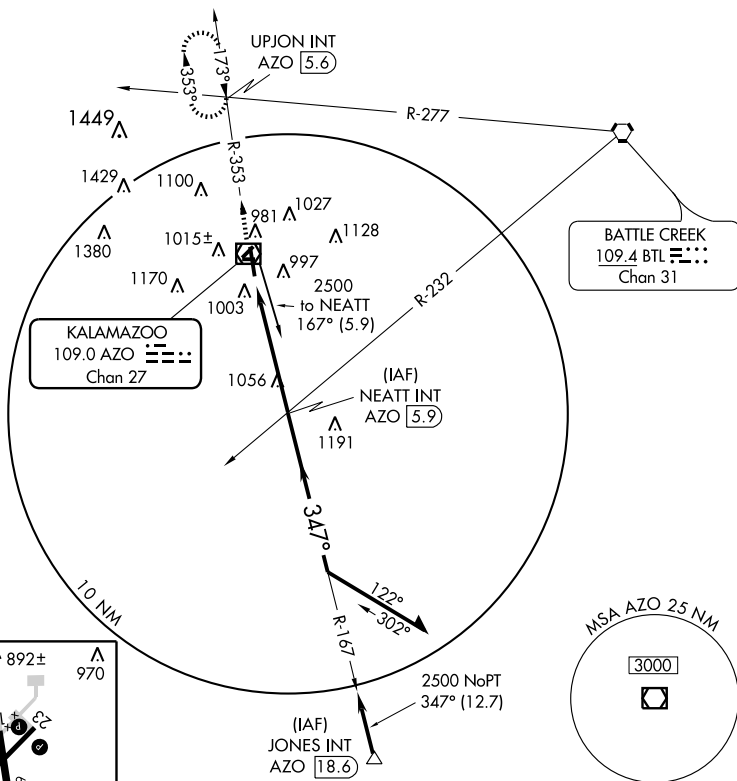 UPJON INT
AZO 5.6
173°
353°
R-277
1449
R-353
1429
1100
981
1027
1128
1380
1015±
997
1170
1003
2500
to NEATT
167° (5.9)
R-232
BATTLE CREEK
109.4 BTL
Chan 31
KALAMAZOO
109.0 AZO
Chan 27
1056
(IAF)
NEATT INT
AZO 5.9
1191
347°
10 NM
122°
302°
R-167
MSA AZO 25 NM
3000
892±
970
23
P
P
2500 NoPT
347° (12.7)
(IAF)
JONES INT
AZO 18.6